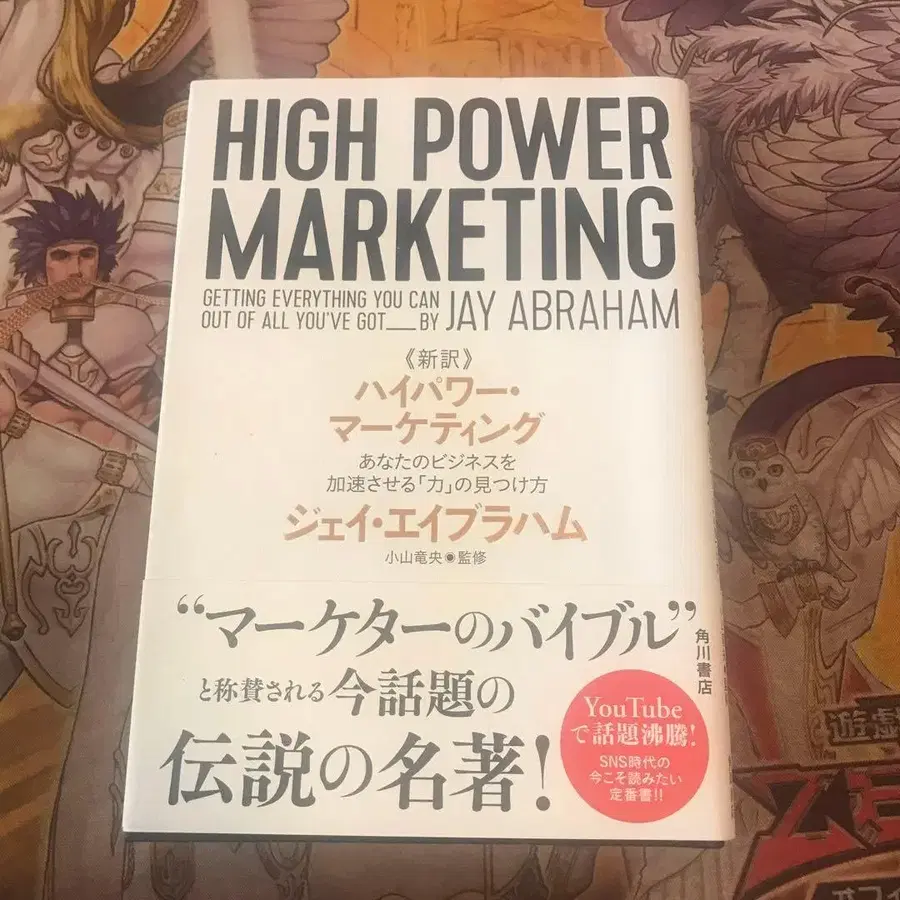 HIGH POWER
MARKETING
GETTING EVERYTHING YOU CAN
OUT OF ALL YOU'VE GOT__BY JAY ABRAHAM
《新訳》
ハイパワー・
マーケティング
あなたのビジネスを
加速させる「力」の見つけ方
ジェイ・エイブラハム
小山竜央◉監修
“マーケターのバイブル”
と称賛される 今話題の
伝説の名著!
角川書店
YouTube
で話題沸騰!
SNS時代の
今こそ読みたい
定番書!!
遊戯
オフィ